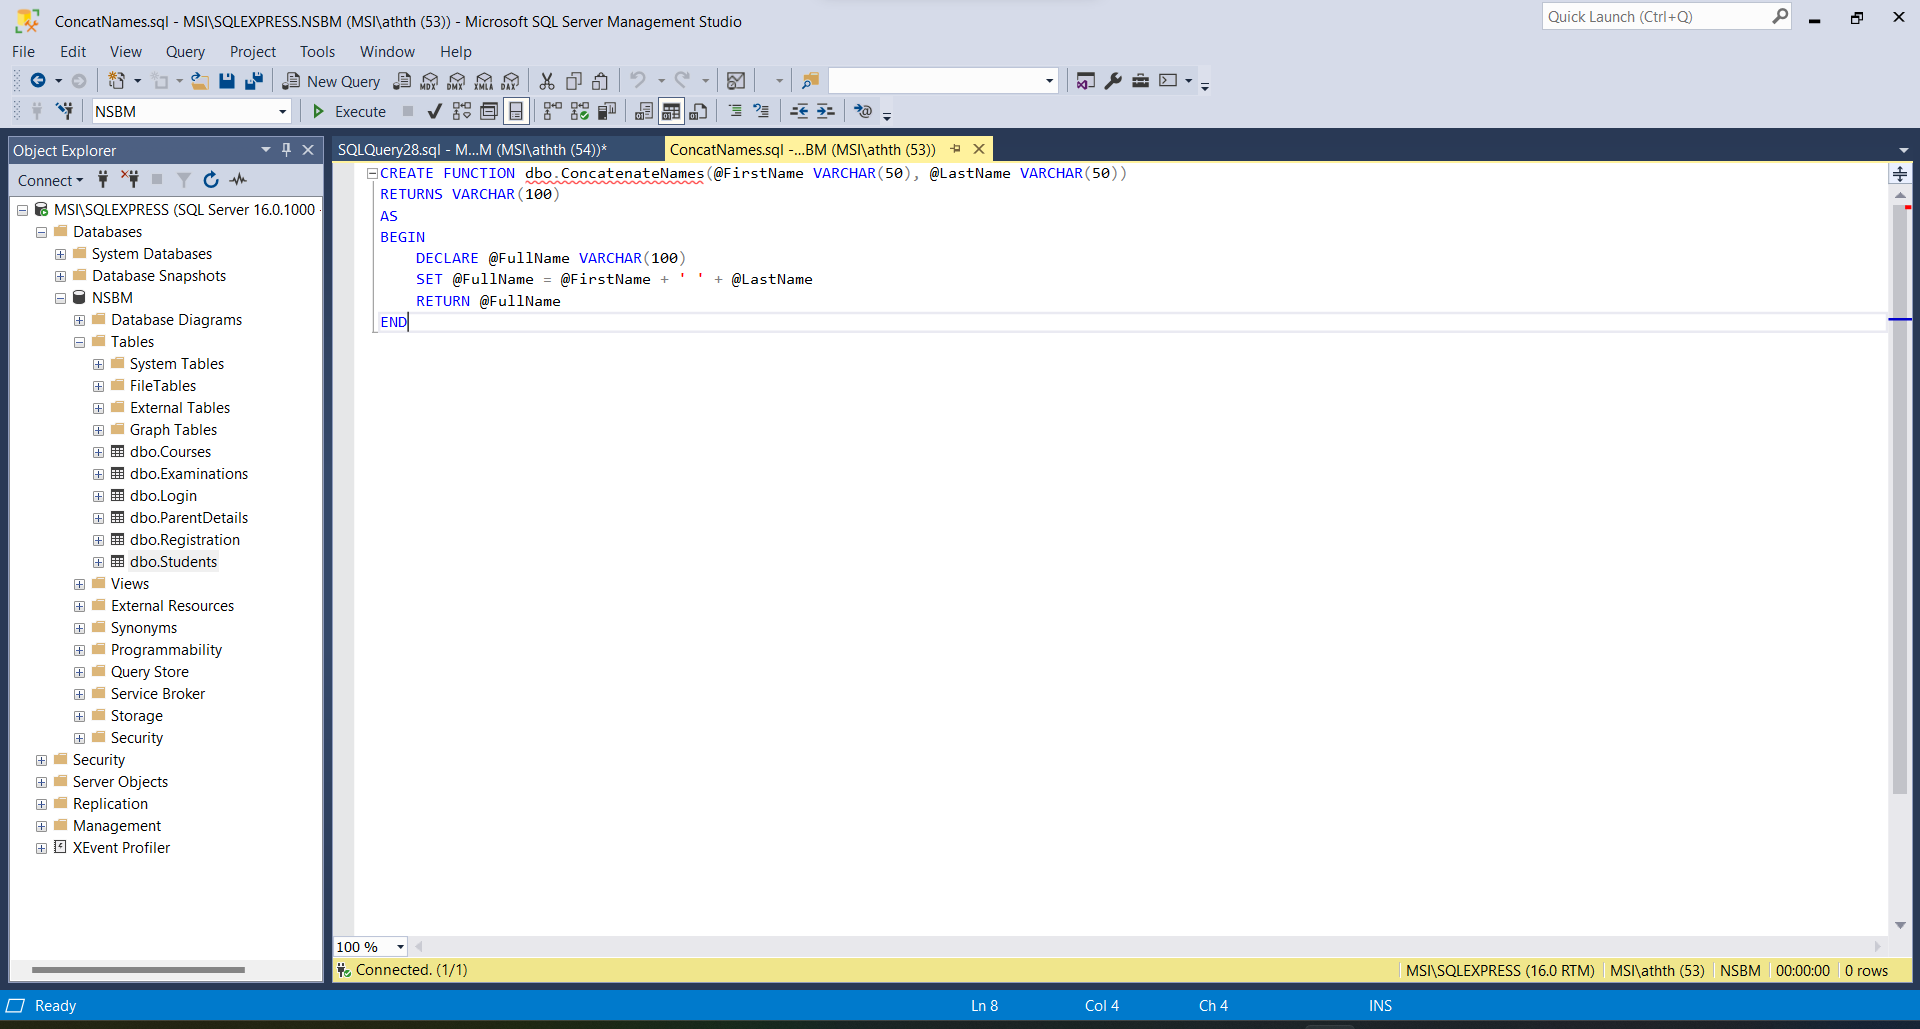 ConcatNames.sql - MSI\SQLEXPRESS.NSBM (MSI\athth (53)) - Microsoft SQL Server Management Studio
Quick Launch (Ctrl+Q)
File Edit View Query Project Tools Window Help
New Query MDX DMX XMLA DAX
NSBM Execute
Object Explorer
SQLQuery28.sql - M...M (MSI\athth (54))*
ConcatNames.sql -...BM (MSI\athth (53))
Connect
MSI\SQLEXPRESS (SQL Server 16.0.1000 -
Databases
System Databases
Database Snapshots
NSBM
Database Diagrams
Tables
System Tables
FileTables
External Tables
Graph Tables
dbo.Courses
dbo.Examinations
dbo.Login
dbo.ParentDetails
dbo.Registration
dbo.Students
Views
External Resources
Synonyms
Programmability
Query Store
Service Broker
Storage
Security
Security
Server Objects
Replication
Management
XEvent Profiler
CREATE FUNCTION dbo.ConcatenateNames(@FirstName VARCHAR(50), @LastName VARCHAR(50))
RETURNS VARCHAR(100)
AS
BEGIN
DECLARE @FullName VARCHAR(100)
SET @FullName = @FirstName + ' ' + @LastName
RETURN @FullName
END
100 %
Connected. (1/1)
MSI\SQLEXPRESS (16.0 RTM) MSI\athth (53) NSBM 00:00:00 0 rows
Ready Ln 8 Col 4 Ch 4 INS